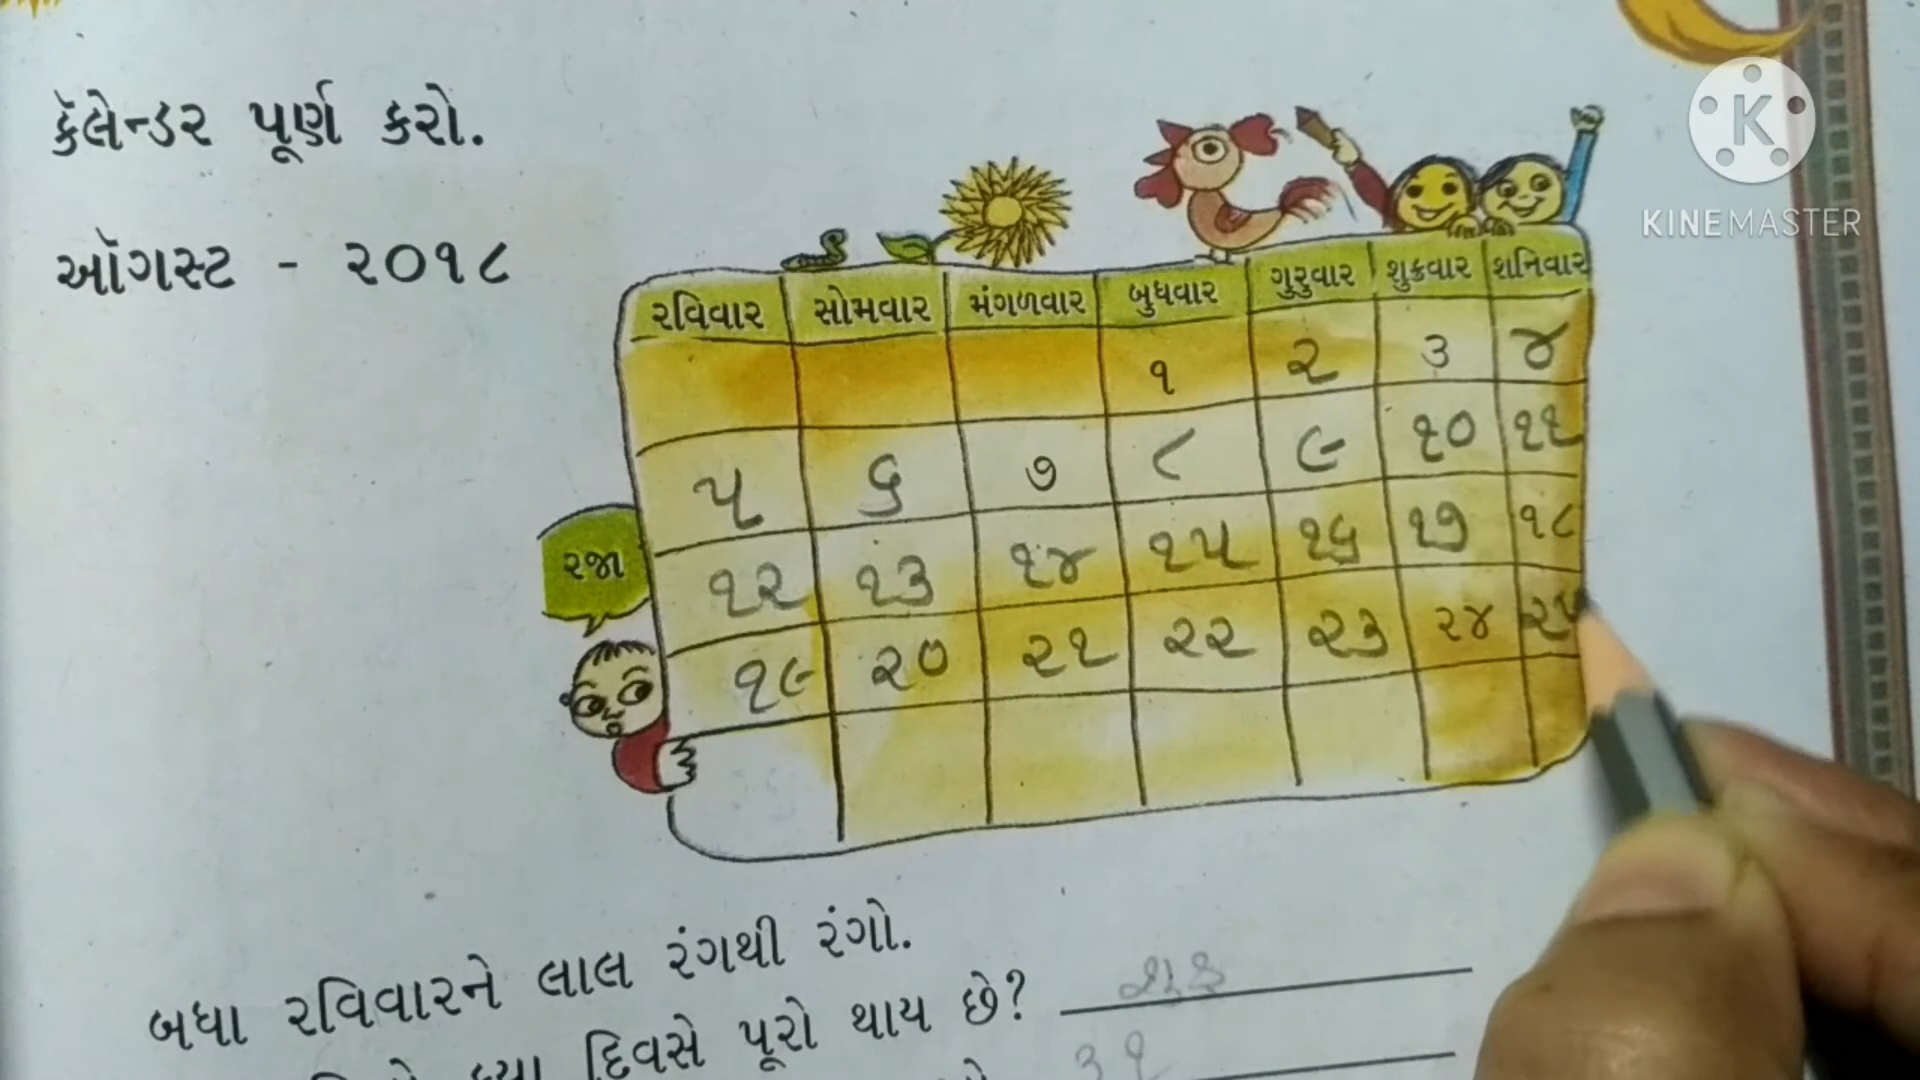 કૅલેન્ડર પૂર્ણ કરો.
ઑગસ્ટ - ૨૦૧૮
KINEMASTER
રવિવાર સોમવાર મંગળવાર બુધવાર ગુરુવાર શુક્રવાર શનિવાર
૧ ૨ ૩ ૪
૫ ૬ ૭ ૮ ૯ ૧૦ ૧૧
૧૨ ૧૩ ૧૪ ૧૫ ૧૬ ૧૭ ૧૮
૧૯ ૨૦ ૨૧ ૨૨ ૨૩ ૨૪ ૨૫
રજા
બધા રવિવારને લાલ રંગથી રંગો.
દિવસે પૂરો થાય છે? શુક્ર
૩૧